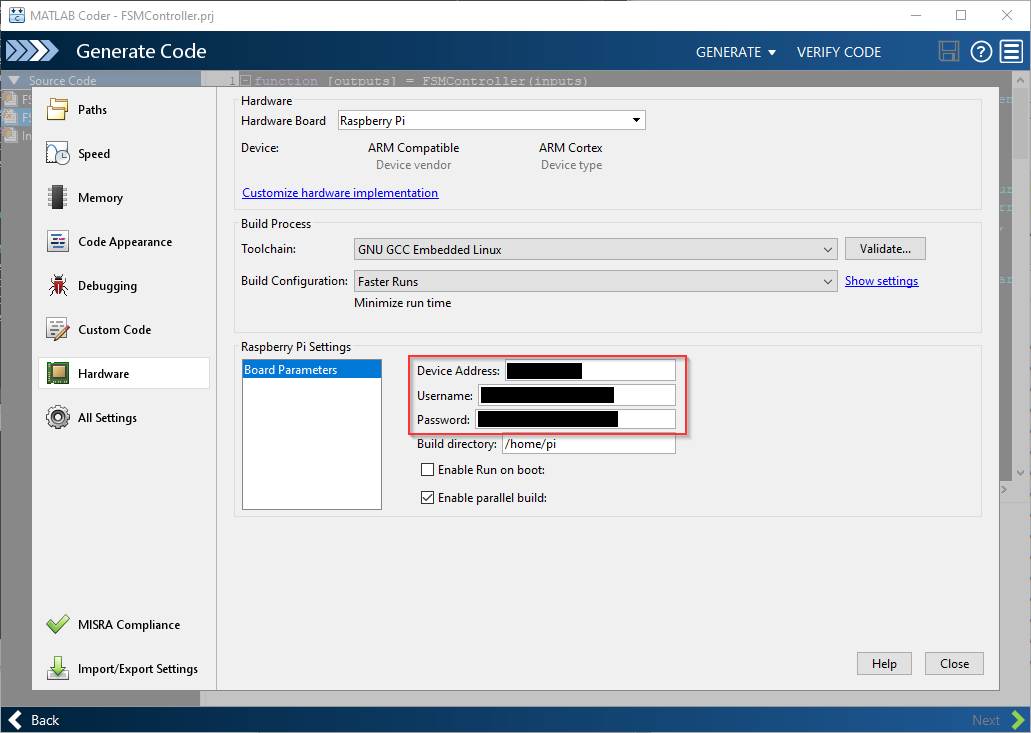 MATLAB Coder - FSMController.prj
Generate Code
GENERATE
VERIFY CODE
Source Code
1 function [outputs] = FSMController(inputs)
Paths
Speed
Memory
Code Appearance
Debugging
Custom Code
Hardware
All Settings
MISRA Compliance
Import/Export Settings
Hardware
Hardware Board Raspberry Pi
Device: ARM Compatible ARM Cortex
Device vendor Device type
Customize hardware implementation
Build Process
Toolchain: GNU GCC Embedded Linux Validate...
Build Configuration: Faster Runs Show settings
Minimize run time
Raspberry Pi Settings
Board Parameters
Device Address:
Username:
Password:
Build directory: /home/pi
Enable Run on boot:
Enable parallel build:
Help Close
Back Next